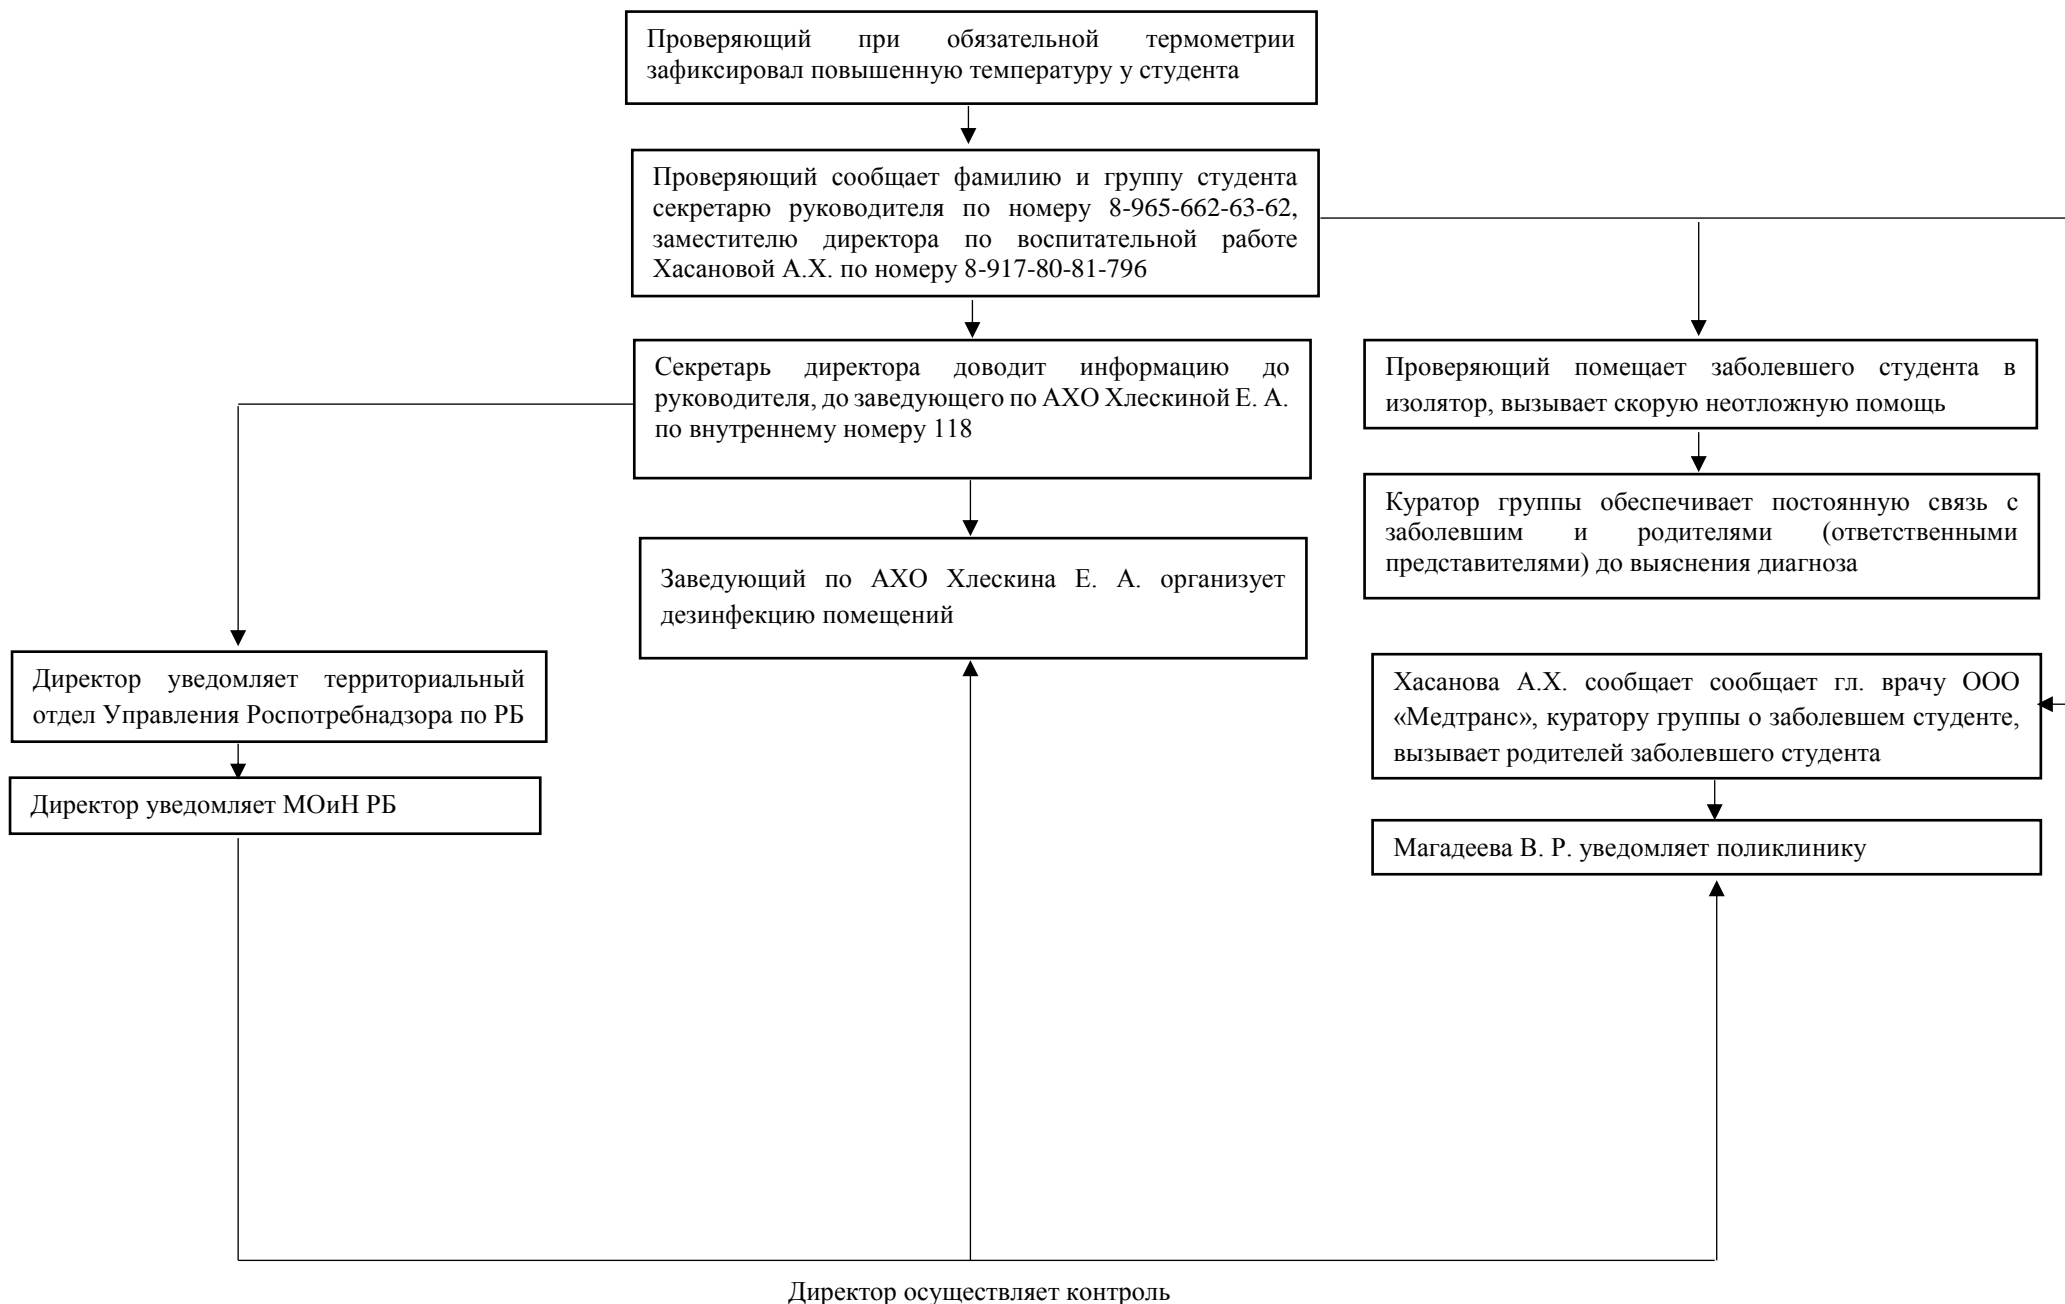 Проверяющий при обязательной термометрии
зафиксировал повышенную температуру у студента
Проверяющий сообщает фамилию и группу студента
секретарю руководителя по номеру 8-965-662-63-62,
заместителю директора по воспитательной работе
Хасановой А.Х. по номеру 8-917-80-81-796
Секретарь директора доводит информацию до
руководителя, до заведующего по АХО Хлескиной Е. А.
по внутреннему номеру 118
Проверяющий помещает заболевшего студента в
изолятор, вызывает скорую неотложную помощь
Куратор группы обеспечивает постоянную связь с
заболевшим и родителями (ответственными
представителями) до выяснения диагноза
Заведующий по АХО Хлескина Е. А. организует
дезинфекцию помещений
Директор уведомляет территориальный
отдел Управления Роспотребнадзора по РБ
Хасанова А.Х. сообщает сообщает гл. врачу ООО
«Медтранс», куратору группы о заболевшем студенте,
вызывает родителей заболевшего студента
Директор уведомляет МОиН РБ
Магадеева В. Р. уведомляет поликлинику
Директор осуществляет контроль